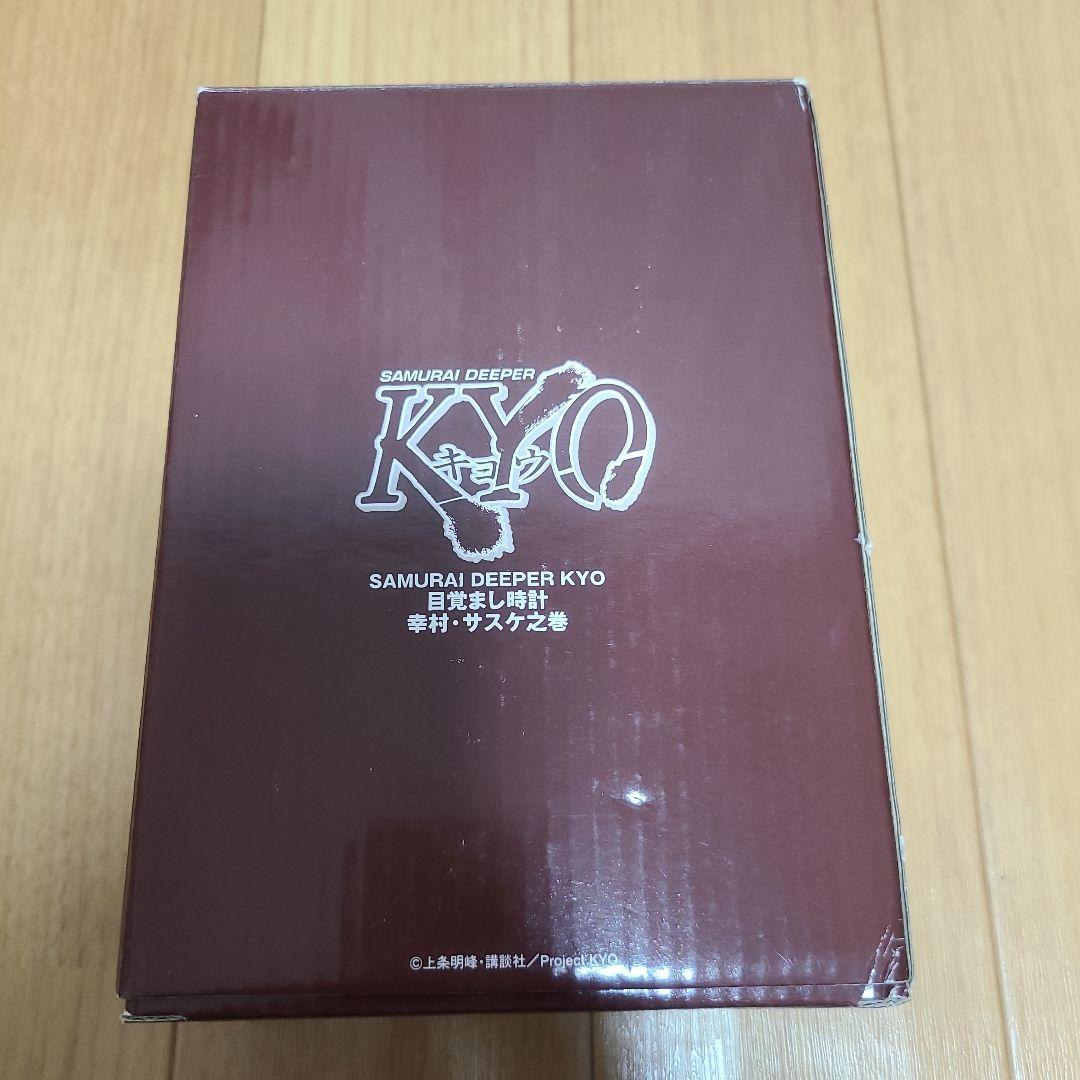 SAMURAI DEEPER
KYO
キョウ
SAMURAI DEEPER KYO
目覚まし時計
幸村・サスケ之巻
©上条明峰・講談社／Project KYO